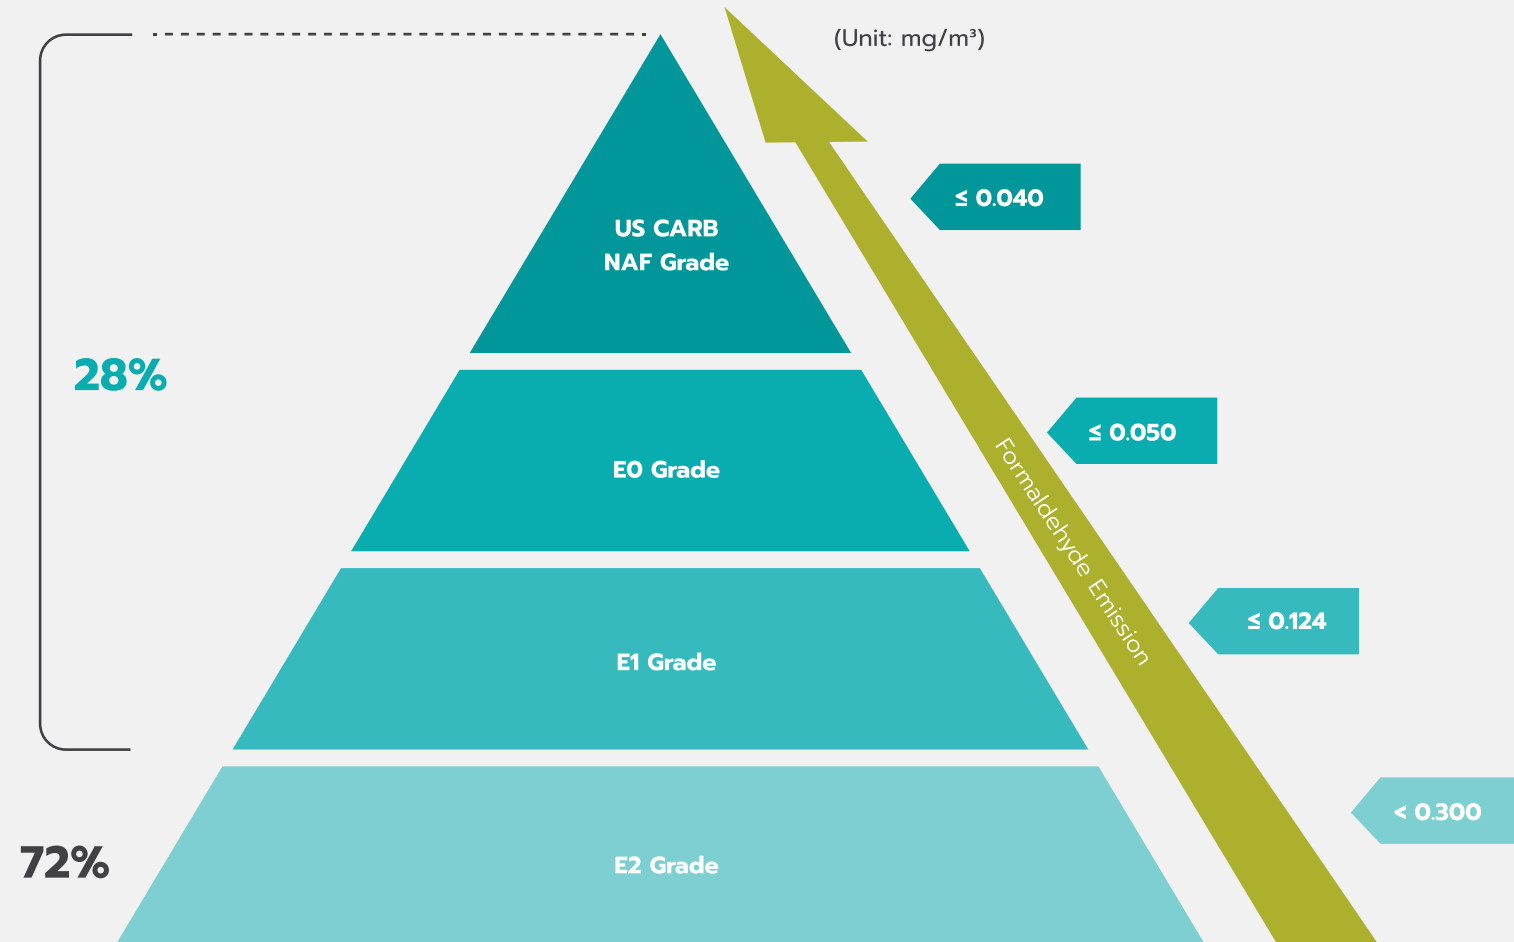 (Unit: mg/m³)
≤ 0.040
US CARB
NAF Grade
28%
≤ 0.050
E0 Grade
Formaldehyde Emission
≤ 0.124
E1 Grade
< 0.300
72%
E2 Grade